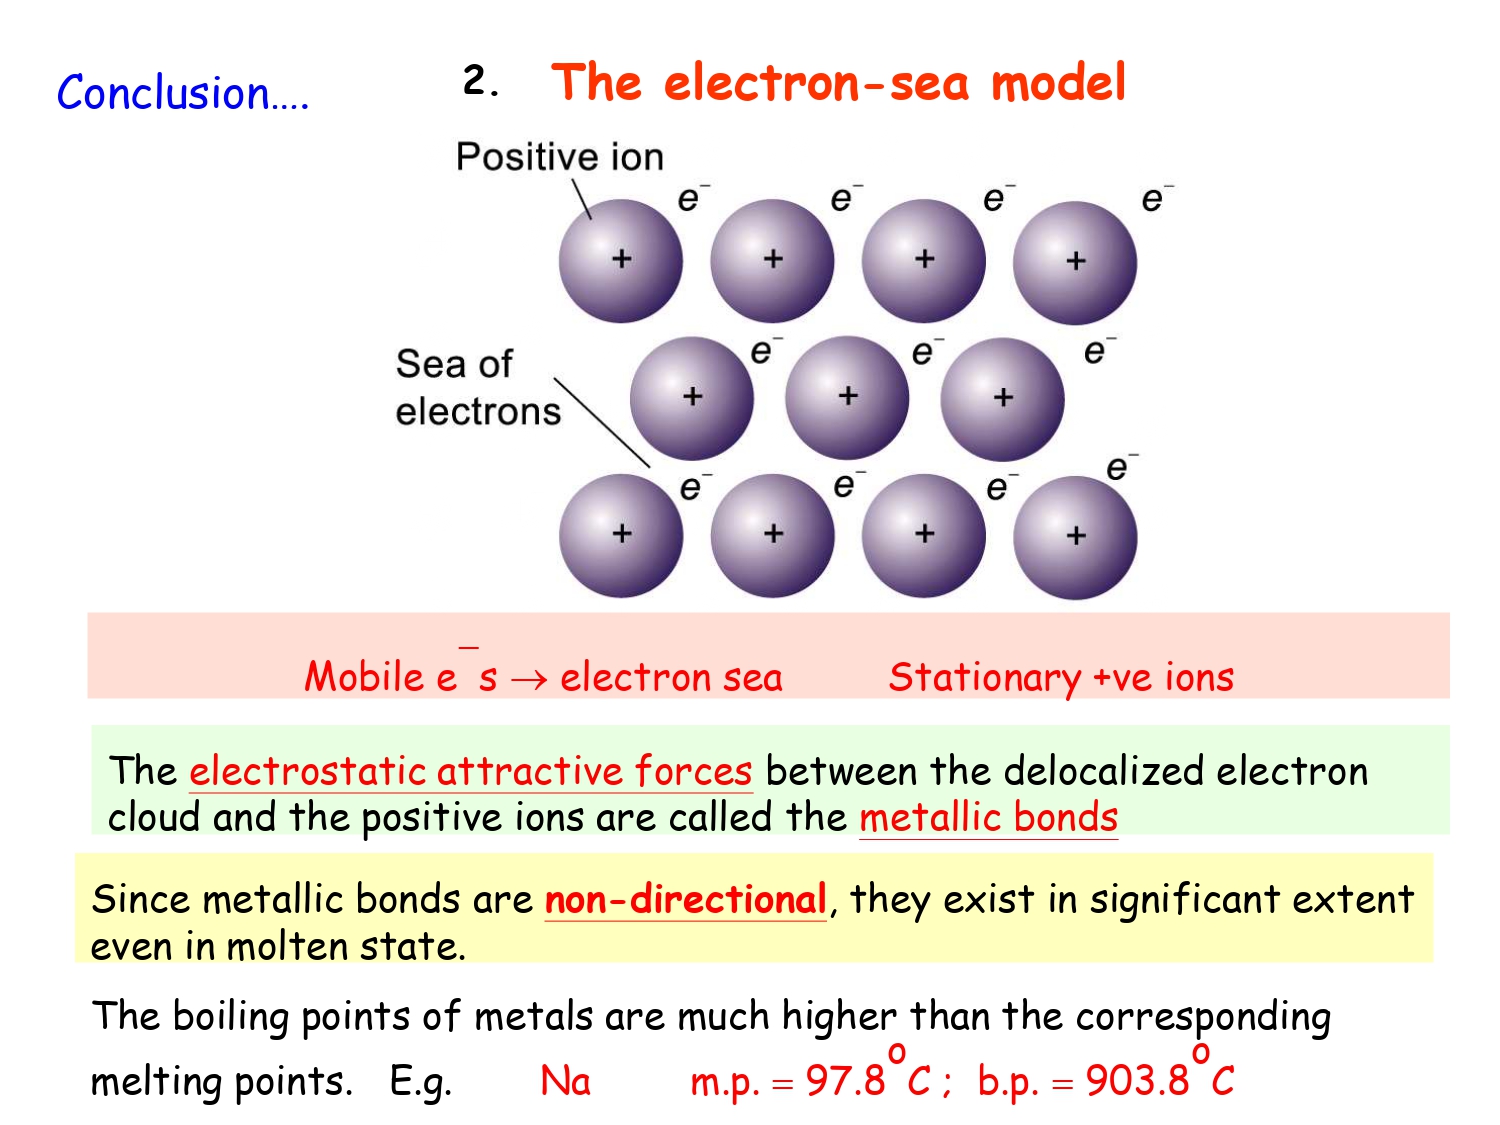 Conclusion....
2. The electron-sea model
Positive ion
e⁻ e⁻ e⁻ e⁻
+ + + +
Sea of
electrons
e⁻ e⁻ e⁻
+ + +
e⁻ e⁻ e⁻ e⁻
+ + + +
Mobile e⁻s → electron sea Stationary +ve ions
The electrostatic attractive forces between the delocalized electron
cloud and the positive ions are called the metallic bonds
Since metallic bonds are non-directional, they exist in significant extent
even in molten state.
The boiling points of metals are much higher than the corresponding
melting points. E.g. Na m.p. = 97.8°C ; b.p. = 903.8°C